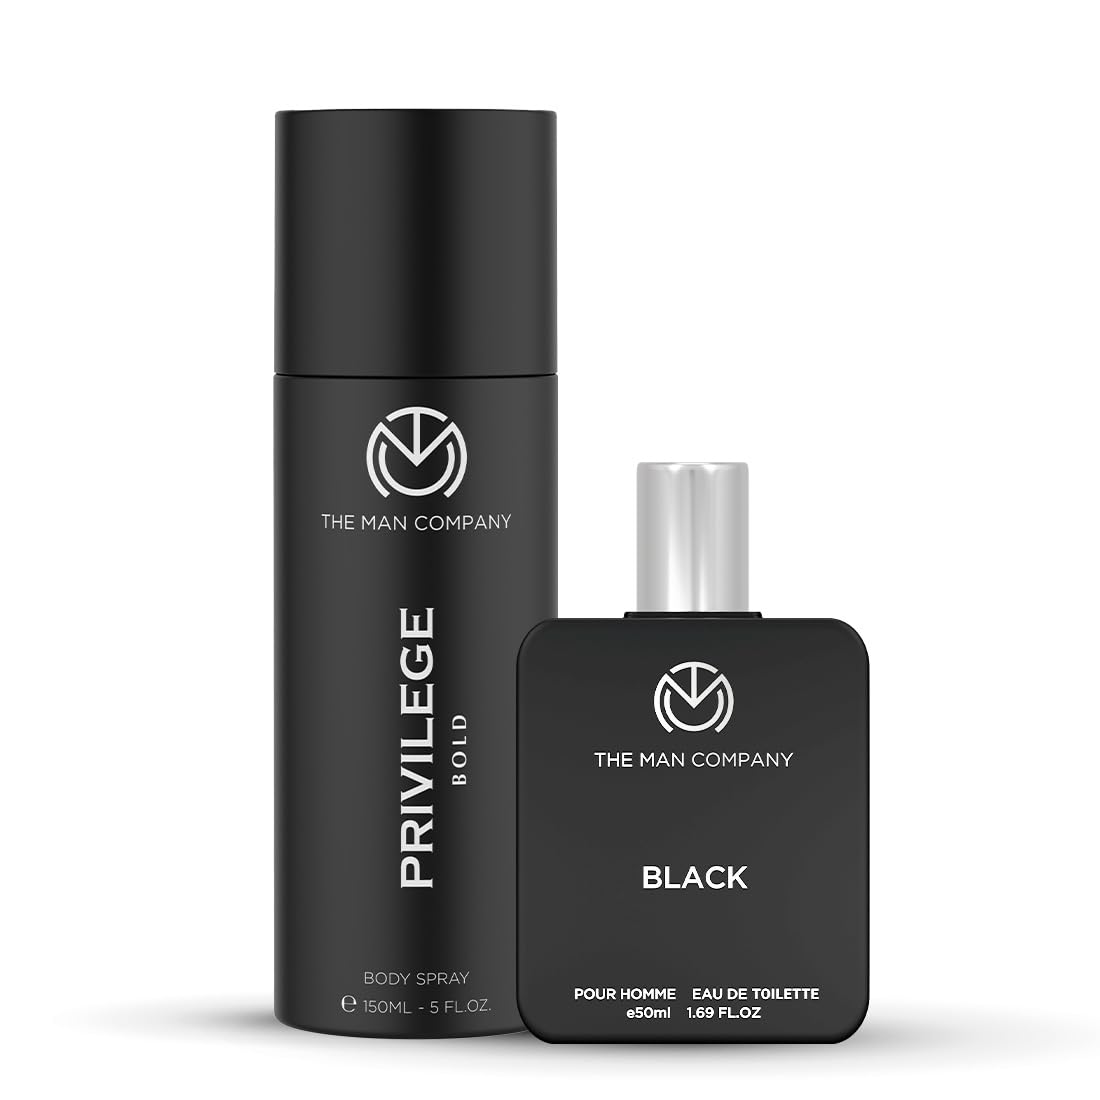 THE MAN COMPANY
PRIVILEGE
BOLD
BODY SPRAY
e 150ML - 5 FL.OZ.
THE MAN COMPANY
BLACK
POUR HOMME EAU DE TOILETTE
e50ml 1.69 FL.OZ